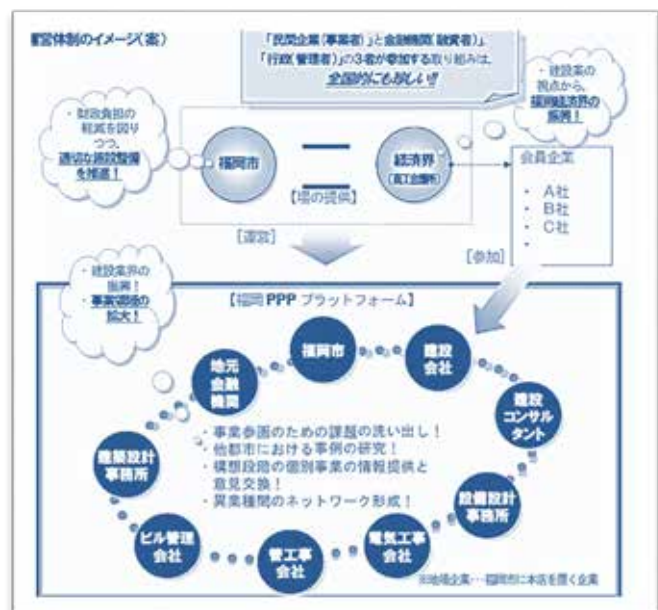 運営体制のイメージ（案）
「民間企業（事業者）」と金融機関（融資者）」、
「行政（管理者）」の3者が参加する取り組みは、
全国的にも珍しい!!
・建設業の
視点から、
福岡経済界の
振興！
・財政負担の
軽減を図り
つつ、
適切な施設整備
を推進！
福岡市
経済界
（商工会議所）
会員企業
・A社
・B社
・C社
・
【場の提供】
［運営］
［参加］
・建設業界の
振興！
・事業領域の
拡大！
【福岡 PPP プラットフォーム】
福岡市
建設
会社
地元
金融
機関
建設
コンサル
タント
・事業参画のための課題の洗い出し！
・他都市における事例の研究！
・構想段階の個別事業の情報提供と
意見交換！
・異業種間のネットワーク形成！
建築設計
事務所
設備設計
事務所
ビル管理
会社
管工事
会社
電気工事
会社
※地場企業・・・福岡市に本店を置く企業